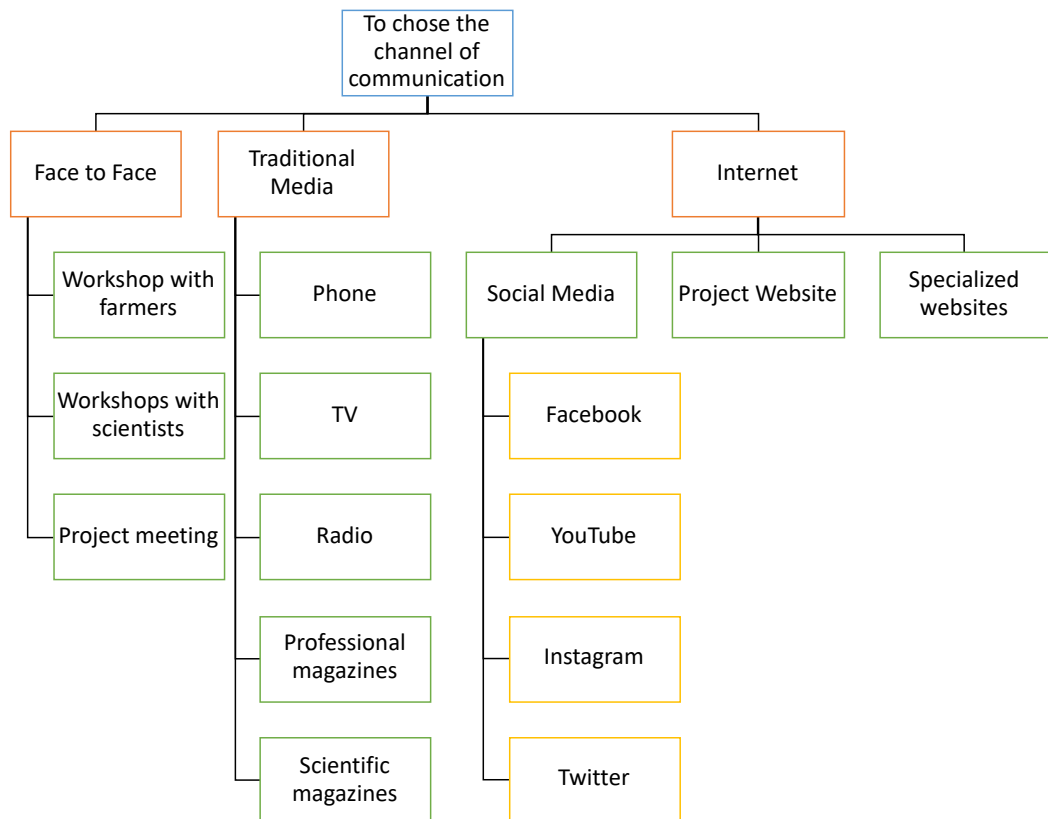 To chose the
channel of
communication
Face to Face
Traditional
Media
Internet
Workshop with
farmers
Workshops with
scientists
Project meeting
Phone
TV
Radio
Professional
magazines
Scientific
magazines
Social Media
Project Website
Specialized
websites
Facebook
YouTube
Instagram
Twitter